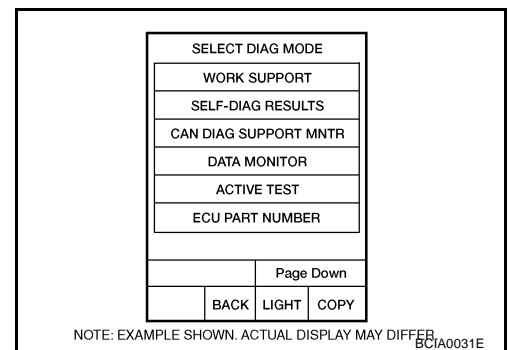 SELECT DIAG MODE
WORK SUPPORT
SELF-DIAG RESULTS
CAN DIAG SUPPORT MNTR
DATA MONITOR
ACTIVE TEST
ECU PART NUMBER
Page Down
BACK LIGHT COPY
NOTE: EXAMPLE SHOWN. ACTUAL DISPLAY MAY DIFFER.
BCIA0031E